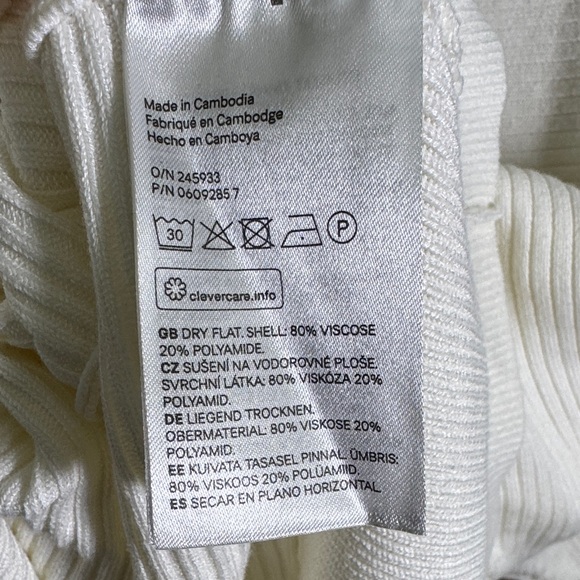 Made in Cambodia
Fabriqué en Cambodge
Hecho en Camboya
O/N 245933
P/N 0609285 7
30
P
clevercare.info
GB DRY FLAT. SHELL: 80% VISCOSE
20% POLYAMIDE.
CZ SUŠENÍ NA VODOROVNÉ PLOŠE.
SVRCHNÍ LÁTKA: 80% VISKÓZA 20%
POLYAMID.
DE LIEGEND TROCKNEN.
OBERMATERIAL: 80% VISKOSE 20%
POLYAMID.
EE KUIVATA TASASEL PINNAL. ÜMBRIS:
80% VISKOOS 20% POLÜAMIID.
ES SECAR EN PLANO HORIZONTAL.